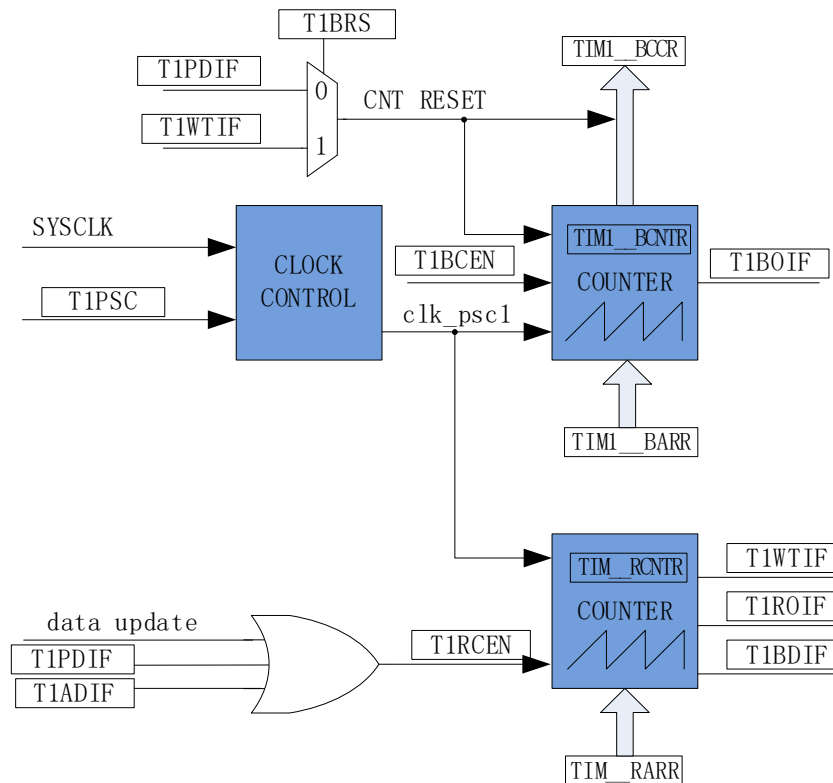 T1BRS
TIM1__BCCR
T1PDIF
0
CNT RESET
T1WTIF
1
SYSCLK
CLOCK
CONTROL
T1PSC
T1BCEN
clk_psc1
TIM1__BCNTR
COUNTER
T1BOIF
TIM1__BARR
data update
T1PDIF
T1ADIF
T1RCEN
TIM__RCNTR
COUNTER
T1WTIF
T1ROIF
T1BDIF
TIM__RARR